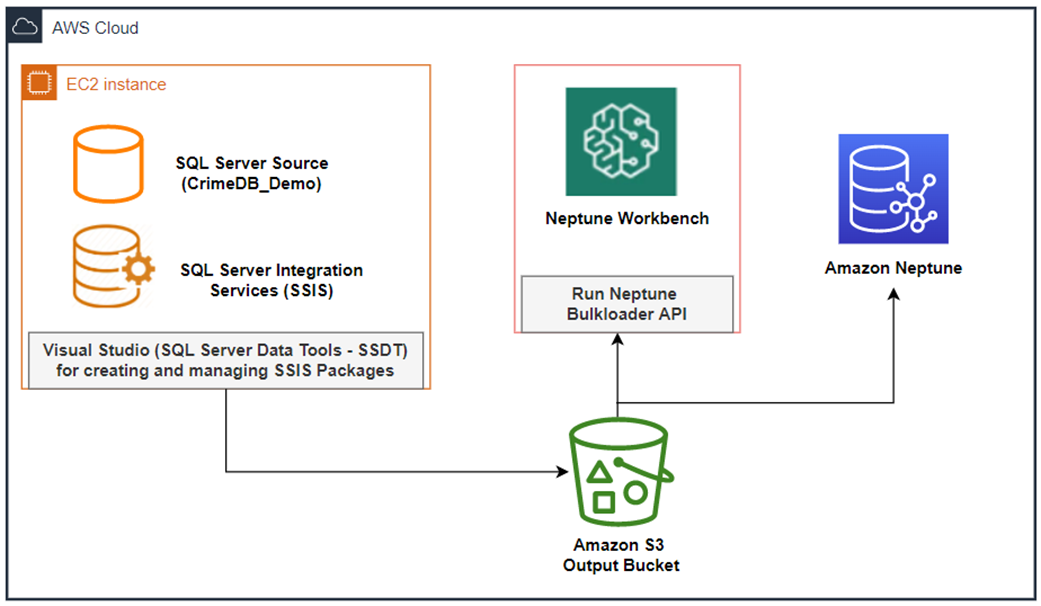 AWS Cloud
EC2 instance
SQL Server Source
(CrimeDB_Demo)
SQL Server Integration
Services (SSIS)
Visual Studio (SQL Server Data Tools - SSDT)
for creating and managing SSIS Packages
Neptune Workbench
Run Neptune
Bulkloader API
Amazon Neptune
Amazon S3
Output Bucket